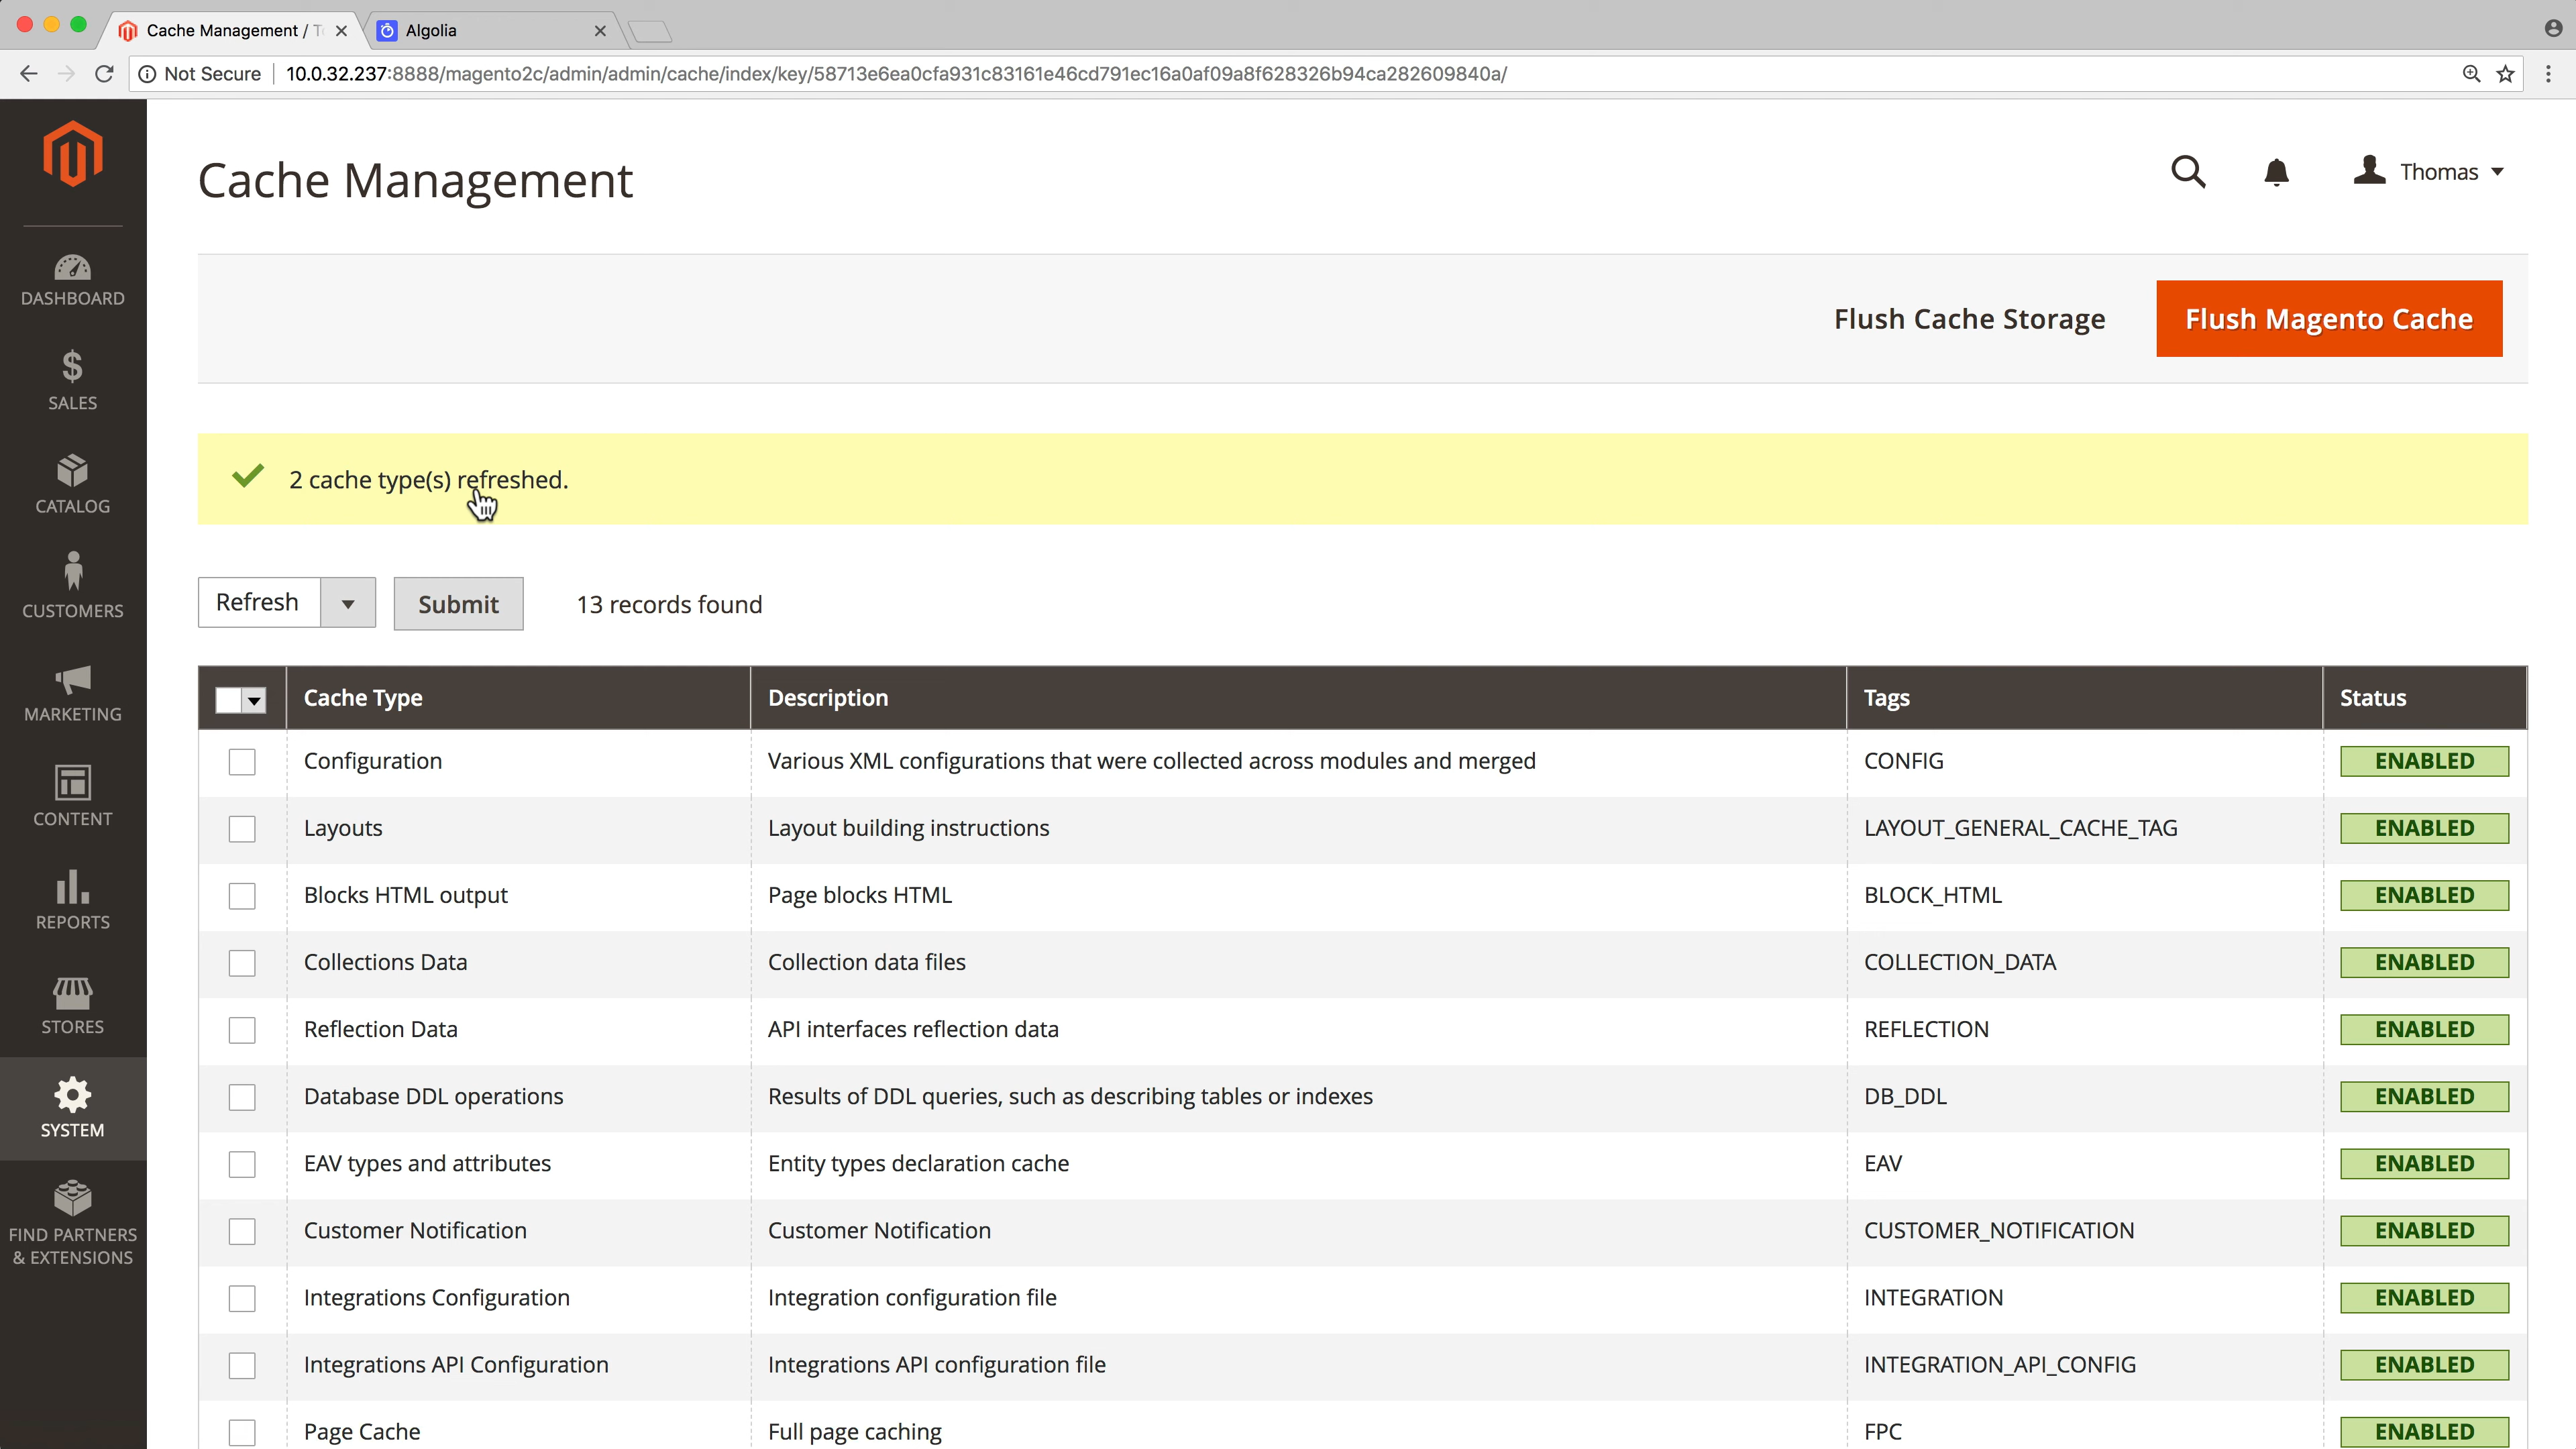 Cache Management / T
Algolia
Not Secure
10.0.32.237:8888/magento2c/admin/admin/cache/index/key/58713e6ea0cfa931c83161e46cd791ec16a0af09a8f628326b94ca282609840a/
Cache Management
Thomas
DASHBOARD
SALES
CATALOG
CUSTOMERS
MARKETING
CONTENT
REPORTS
STORES
SYSTEM
FIND PARTNERS
& EXTENSIONS
Flush Cache Storage
Flush Magento Cache
2 cache type(s) refreshed.
Refresh
Submit
13 records found
Cache Type Description Tags Status
Configuration Various XML configurations that were collected across modules and merged CONFIG ENABLED
Layouts Layout building instructions LAYOUT_GENERAL_CACHE_TAG ENABLED
Blocks HTML output Page blocks HTML BLOCK_HTML ENABLED
Collections Data Collection data files COLLECTION_DATA ENABLED
Reflection Data API interfaces reflection data REFLECTION ENABLED
Database DDL operations Results of DDL queries, such as describing tables or indexes DB_DDL ENABLED
EAV types and attributes Entity types declaration cache EAV ENABLED
Customer Notification Customer Notification CUSTOMER_NOTIFICATION ENABLED
Integrations Configuration Integration configuration file INTEGRATION ENABLED
Integrations API Configuration Integrations API configuration file INTEGRATION_API_CONFIG ENABLED
Page Cache Full page caching FPC ENABLED